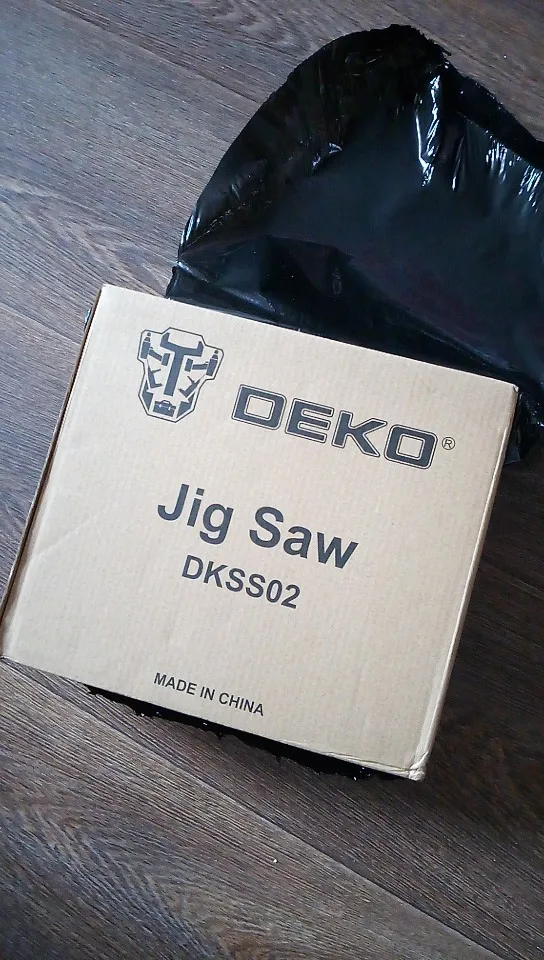 DEKO®
Jig Saw
DKSS02
MADE IN CHINA